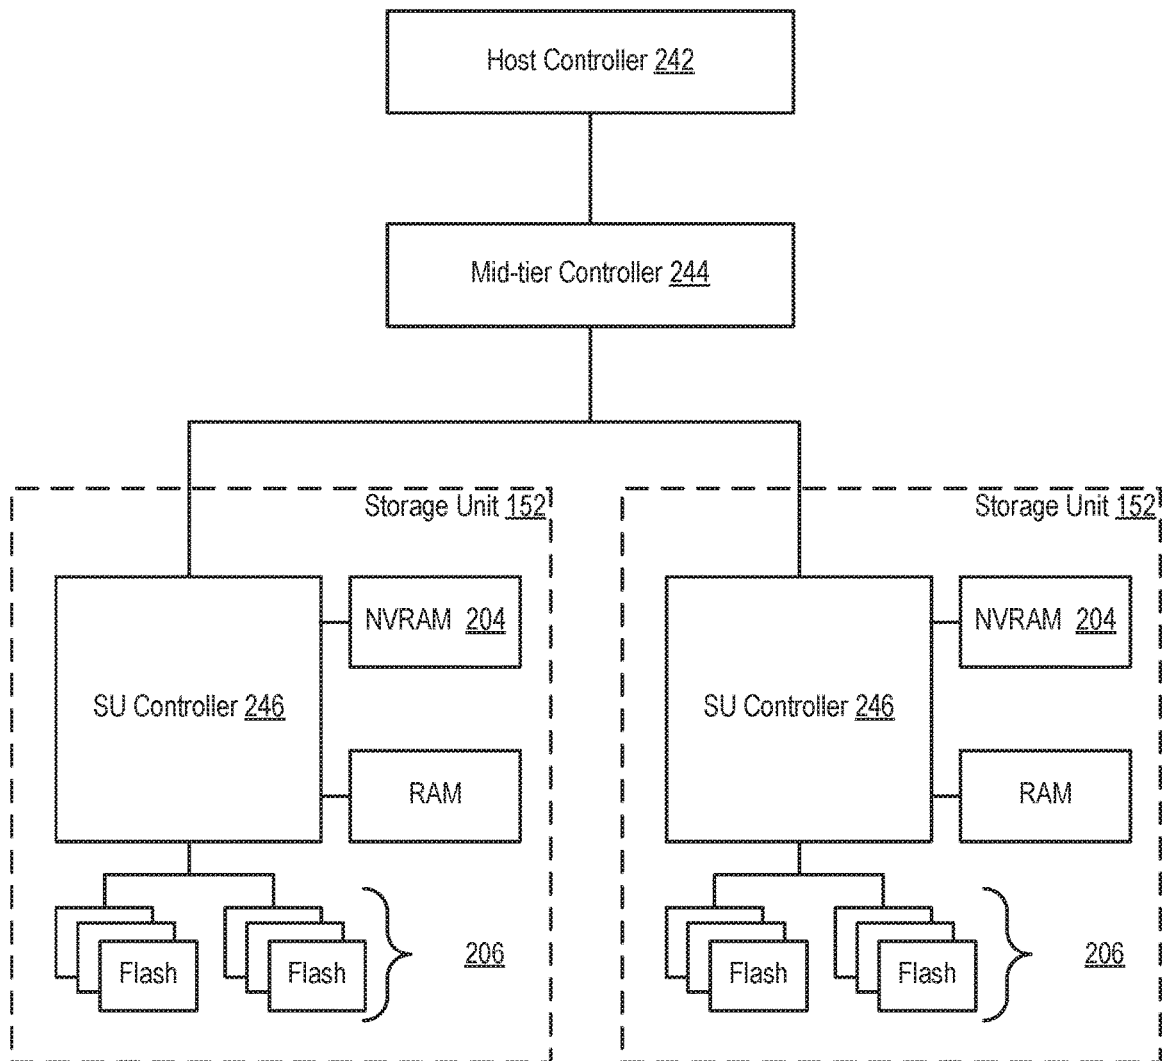 Host Controller 242
Mid-tier Controller 244
Storage Unit 152
Storage Unit 152
NVRAM 204
NVRAM 204
SU Controller 246
SU Controller 246
RAM
RAM
Flash
Flash
206
Flash
Flash
206